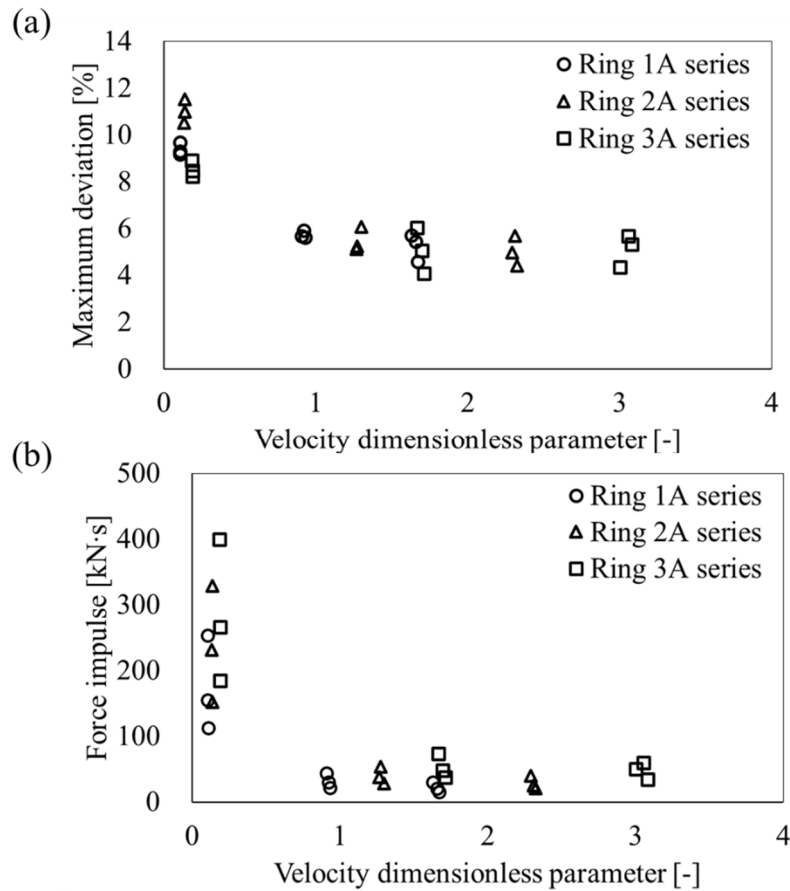 (a)
Maximum deviation [%]
14
12
10
8
6
4
2
0
Ring 1A series
Ring 2A series
Ring 3A series
0 1 2 3 4
Velocity dimensionless parameter [-]
(b)
Force impulse [kN·s]
500
400
300
200
100
0
Ring 1A series
Ring 2A series
Ring 3A series
0 1 2 3 4
Velocity dimensionless parameter [-]